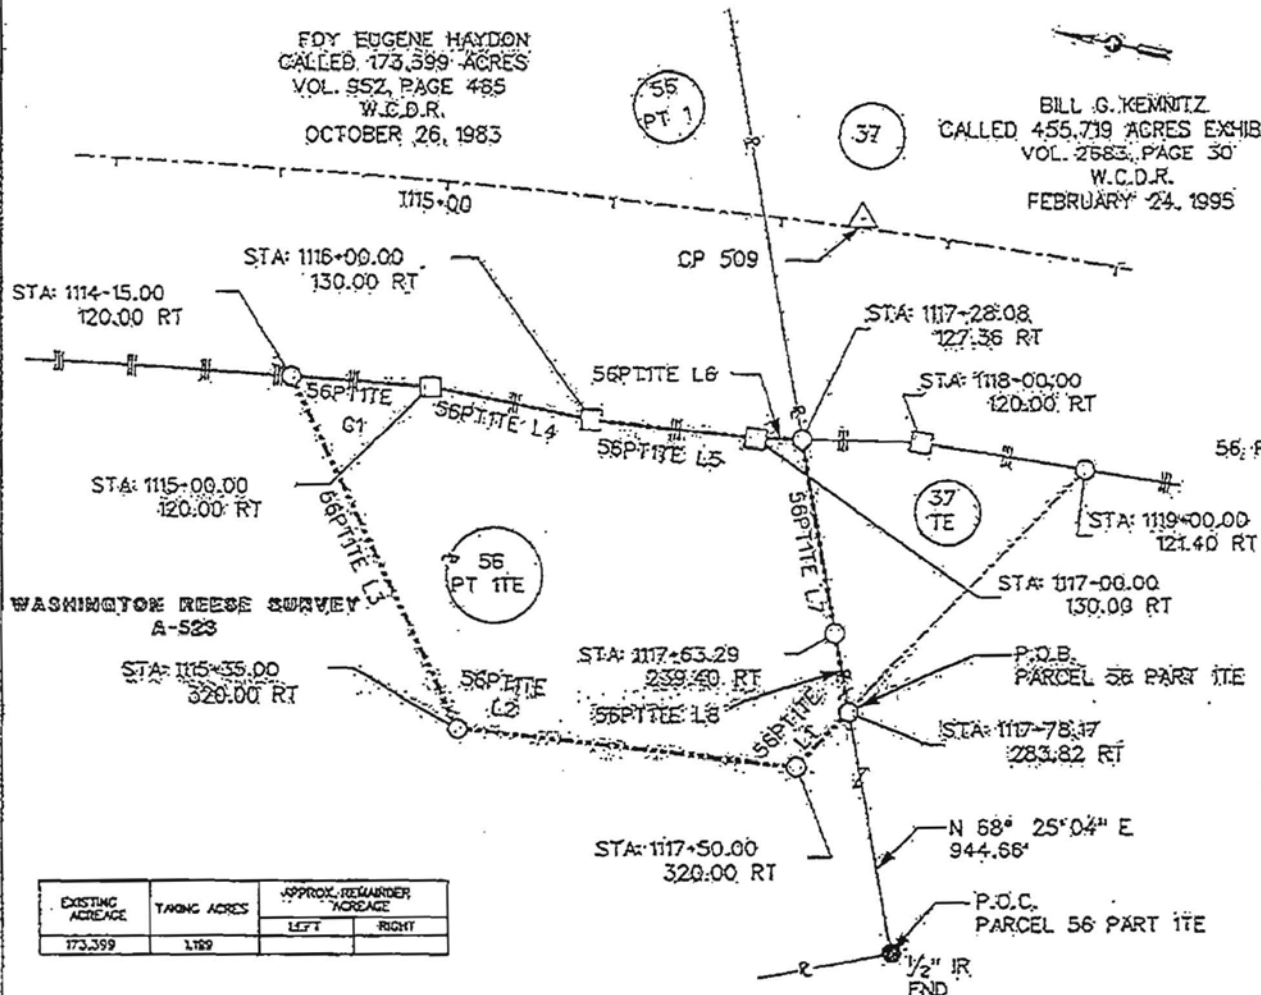 FOY EUGENE HAYDON
CALLED 173.399 ACRES
VOL. 952, PAGE 465
W.C.D.R.
OCTOBER 26, 1983
55
PT 1
37
BILL G. KEMNITZ
CALLED 455.739 ACRES EXHIB
VOL. 2683, PAGE 30
W.C.D.R.
FEBRUARY 24, 1995
1115+00
CP 509
STA: 1116+00.00
130.00 RT
STA: 1114+15.00
120.00 RT
STA: 1117+28.08
127.36 RT
56PT1TE L6
STA: 1118+00.00
120.00 RT
56PT1TE
C1
56PT1TE L4
56PT1TE L5
56, P
STA: 1115+00.00
120.00 RT
56PT1TE L3
56PT1TE L7
37
TE
STA: 1119+00.00
121.40 RT
56
PT 1TE
STA: 1117+00.00
130.00 RT
WASHINGTON REESE SURVEY
A-523
STA: 1115+35.00
320.00 RT
56PT1TE
L2
STA: 1117+63.29
239.40 RT
56PT1TE L8
56PT1TE
L1
P.O.B.
PARCEL 56 PART 1TE
STA: 1117+78.17
283.82 RT
STA: 1117+50.00
320.00 RT
N 68° 25' 04" E
944.66'
P.O.C.
PARCEL 56 PART 1TE
1/2" IR
FND
EXISTING ACREAGE
TAKING ACRES
APPROX. REMAINDER ACREAGE
LEFT
RIGHT
173.399
1.189